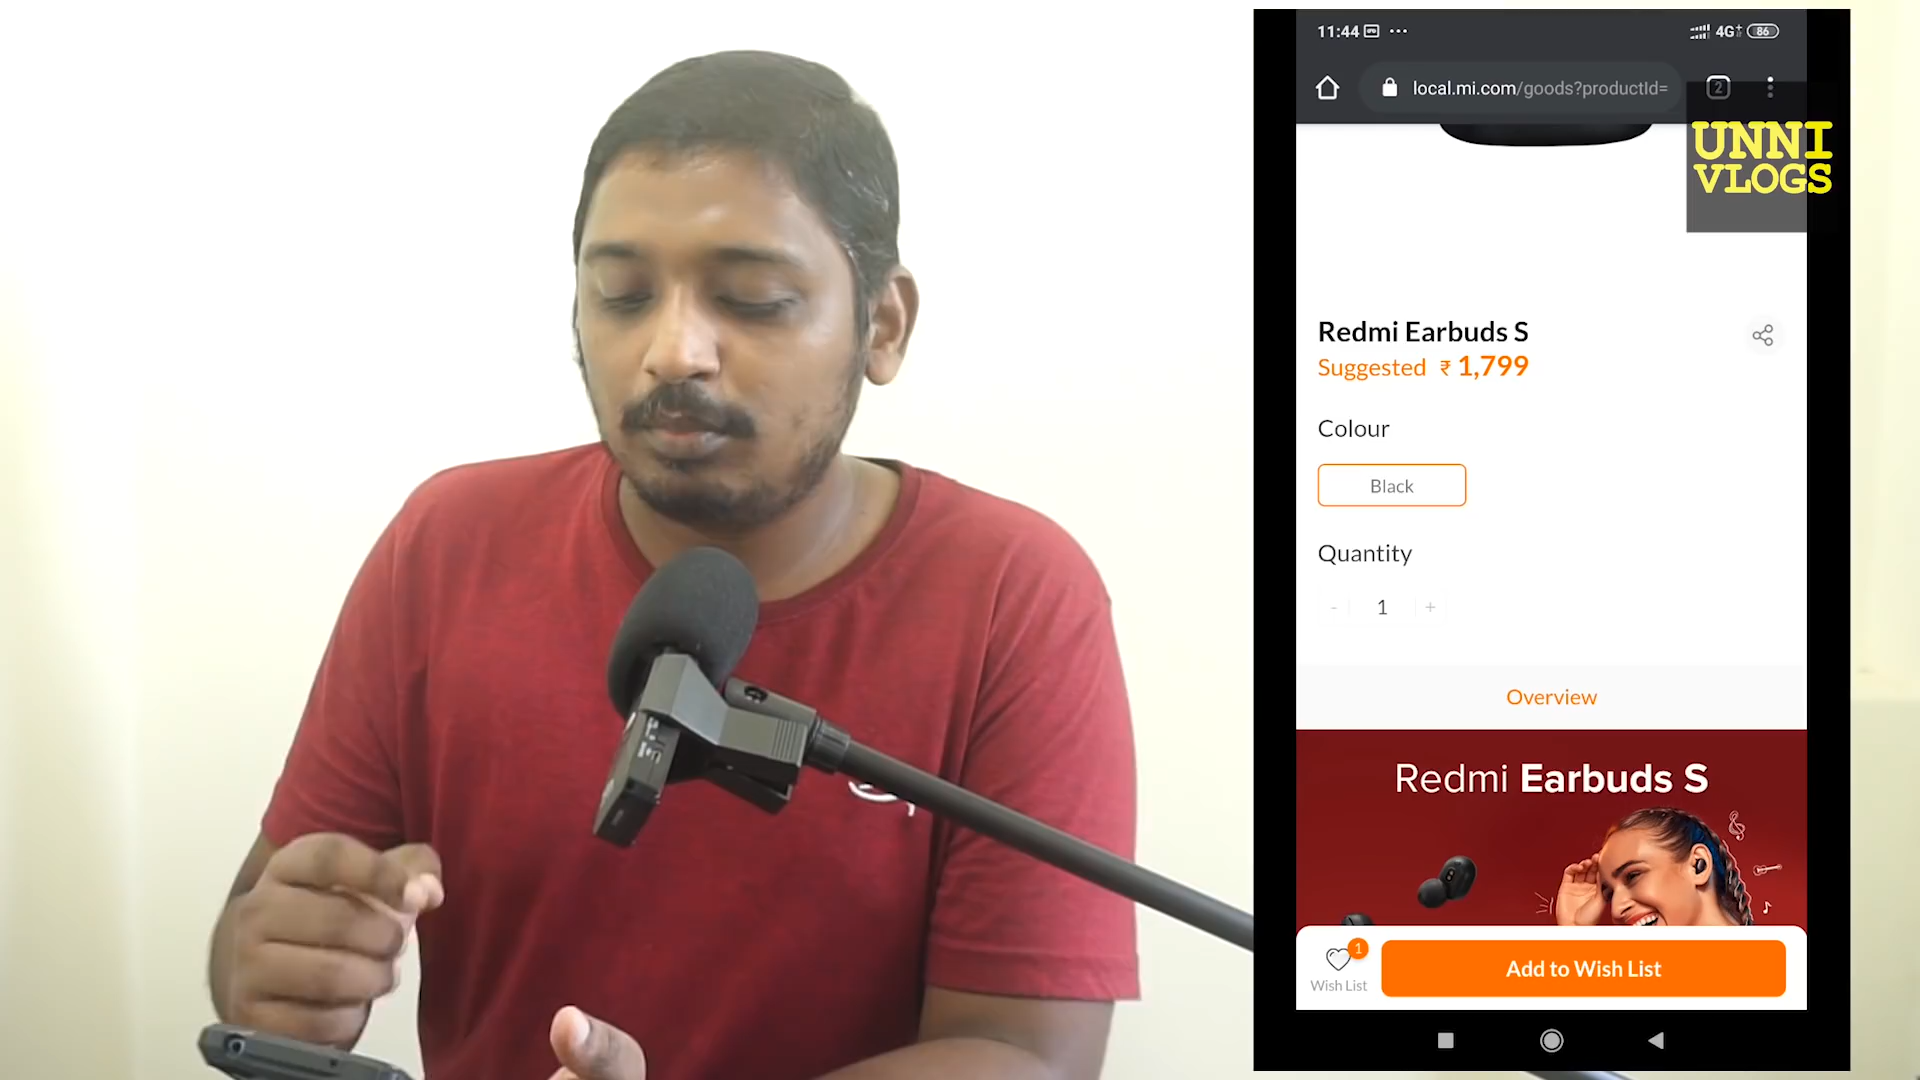 11:44
4G+
86
local.mi.com/goods?productId=
2
UNNI
VLOGS
Redmi Earbuds S
Suggested ₹ 1,799
Colour
Black
Quantity
- 1 +
Overview
Redmi Earbuds S
1
Wish List
Add to Wish List